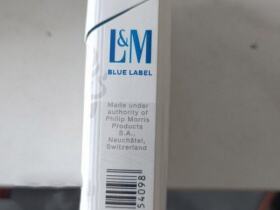 L&M
BLUE LABEL
Made under
authority of
Philip Morris
Products
S.A.,
Neuchâtel,
Switzerland
54098